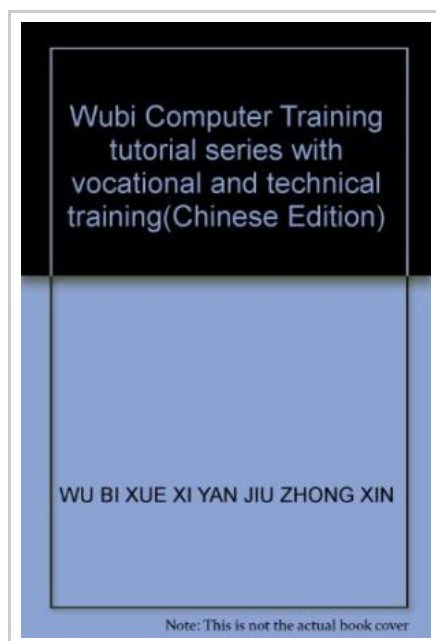 Wubi Computer Training
tutorial series with
vocational and technical
training(Chinese Edition)
WU BI XUE XI YAN JIU ZHONG XIN
Note: This is not the actual book cover